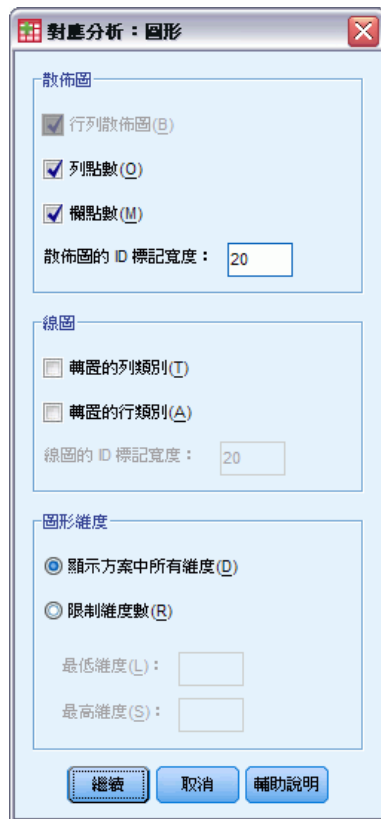 對應分析：圖形
散佈圖
行列散佈圖(B)
列點數(O)
欄點數(M)
散佈圖的 ID 標記寬度： 20
線圖
轉置的列類別(T)
轉置的行類別(A)
線圖的 ID 標記寬度： 20
圖形維度
顯示方案中所有維度(D)
限制維度數(R)
最低維度(L)：
最高維度(S)：
繼續 取消 輔助說明